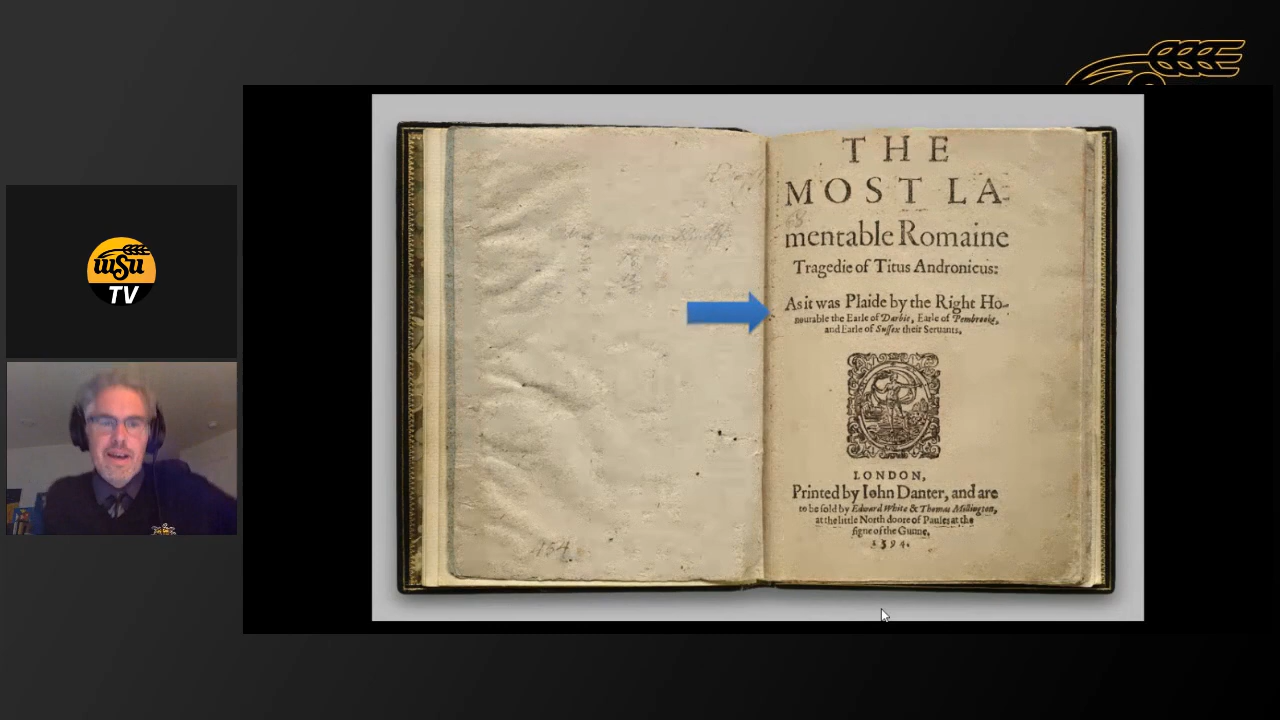 wsu
TV
THE
MOST LA-
mentable Romaine
Tragedie of Titus Andronicus:
As it was Plaide by the Right Ho-
nourable the Earle of Darbie, Earle of Pembrooke,
and Earle of Sussex their Seruants,
LONDON,
Printed by Iohn Danter, and are
to be sold by Edward White & Thomas Millington,
at the little North doore of Paules at the
signe of the Gunne,
1594.
154